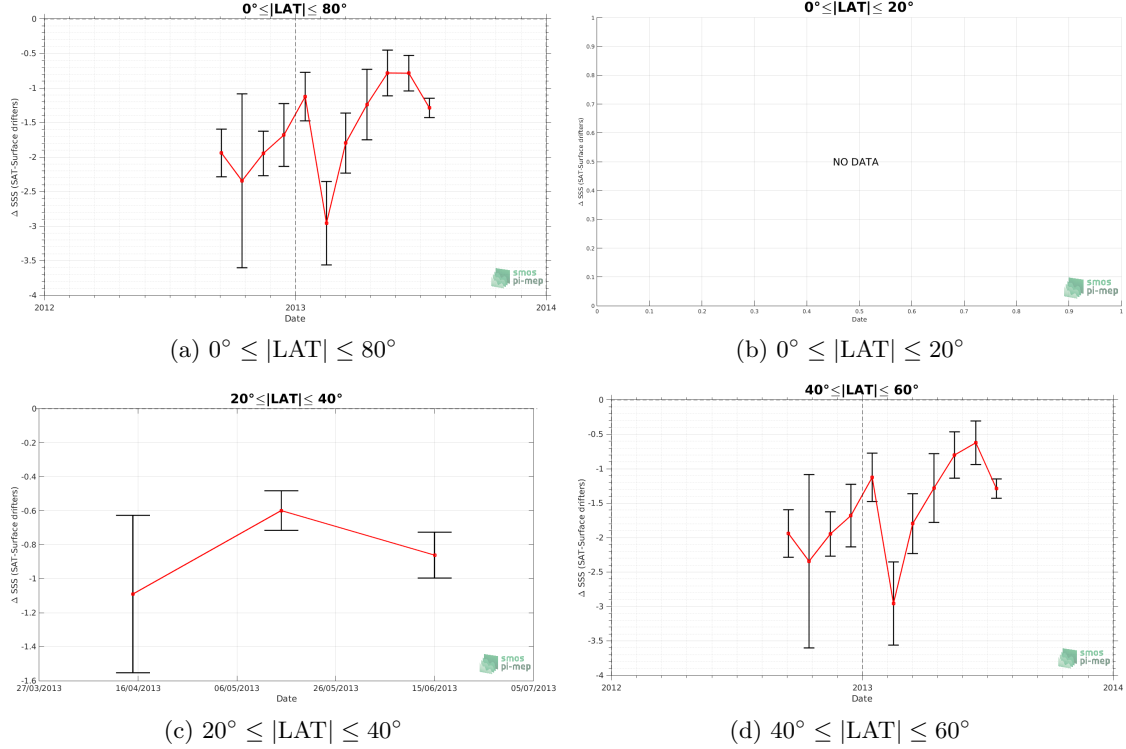 0°≤|LAT|≤ 80°
0
-0.5
-1
-1.5
-2
-2.5
-3
-3.5
-4
Δ SSS (SAT-Surface drifters)
2012
2013
2014
Date
smos
pi-mep
(a) 0° ≤ |LAT| ≤ 80°
0°≤|LAT|≤ 20°
1
0.9
0.8
0.7
0.6
0.5
0.4
0.3
0.2
0.1
0
Δ SSS (SAT-Surface drifters)
NO DATA
0
0.1
0.2
0.3
0.4
0.5
0.6
0.7
0.8
0.9
1
Date
smos
pi-mep
(b) 0° ≤ |LAT| ≤ 20°
20°≤|LAT|≤ 40°
0
-0.2
-0.4
-0.6
-0.8
-1
-1.2
-1.4
-1.6
Δ SSS (SAT-Surface drifters)
27/03/2013
16/04/2013
06/05/2013
26/05/2013
15/06/2013
05/07/2013
Date
smos
pi-mep
(c) 20° ≤ |LAT| ≤ 40°
40°≤|LAT|≤ 60°
0
-0.5
-1
-1.5
-2
-2.5
-3
-3.5
-4
Δ SSS (SAT-Surface drifters)
2012
2013
2014
Date
smos
pi-mep
(d) 40° ≤ |LAT| ≤ 60°